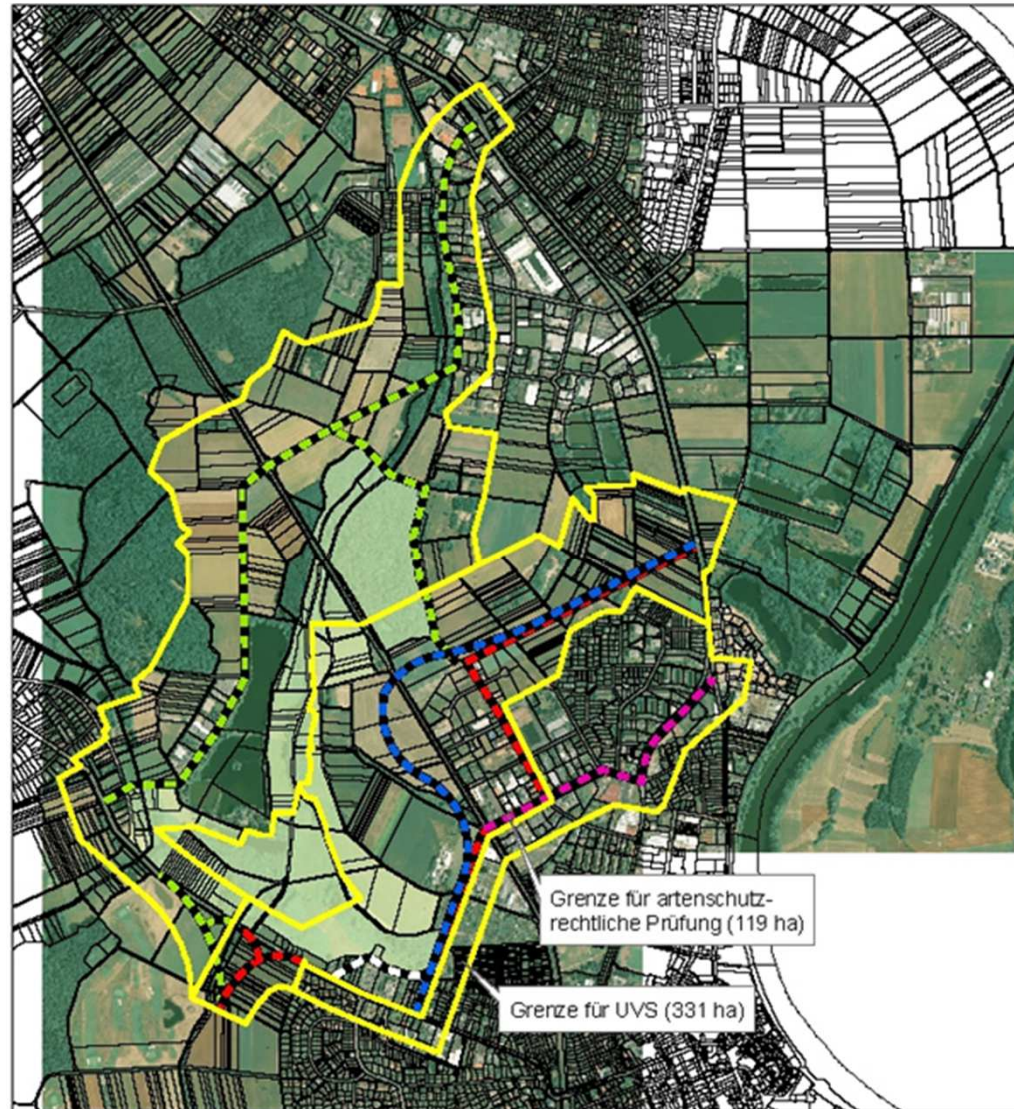 Grenze für artenschutz-
rechtliche Prüfung (119 ha)
Grenze für UVS (331 ha)